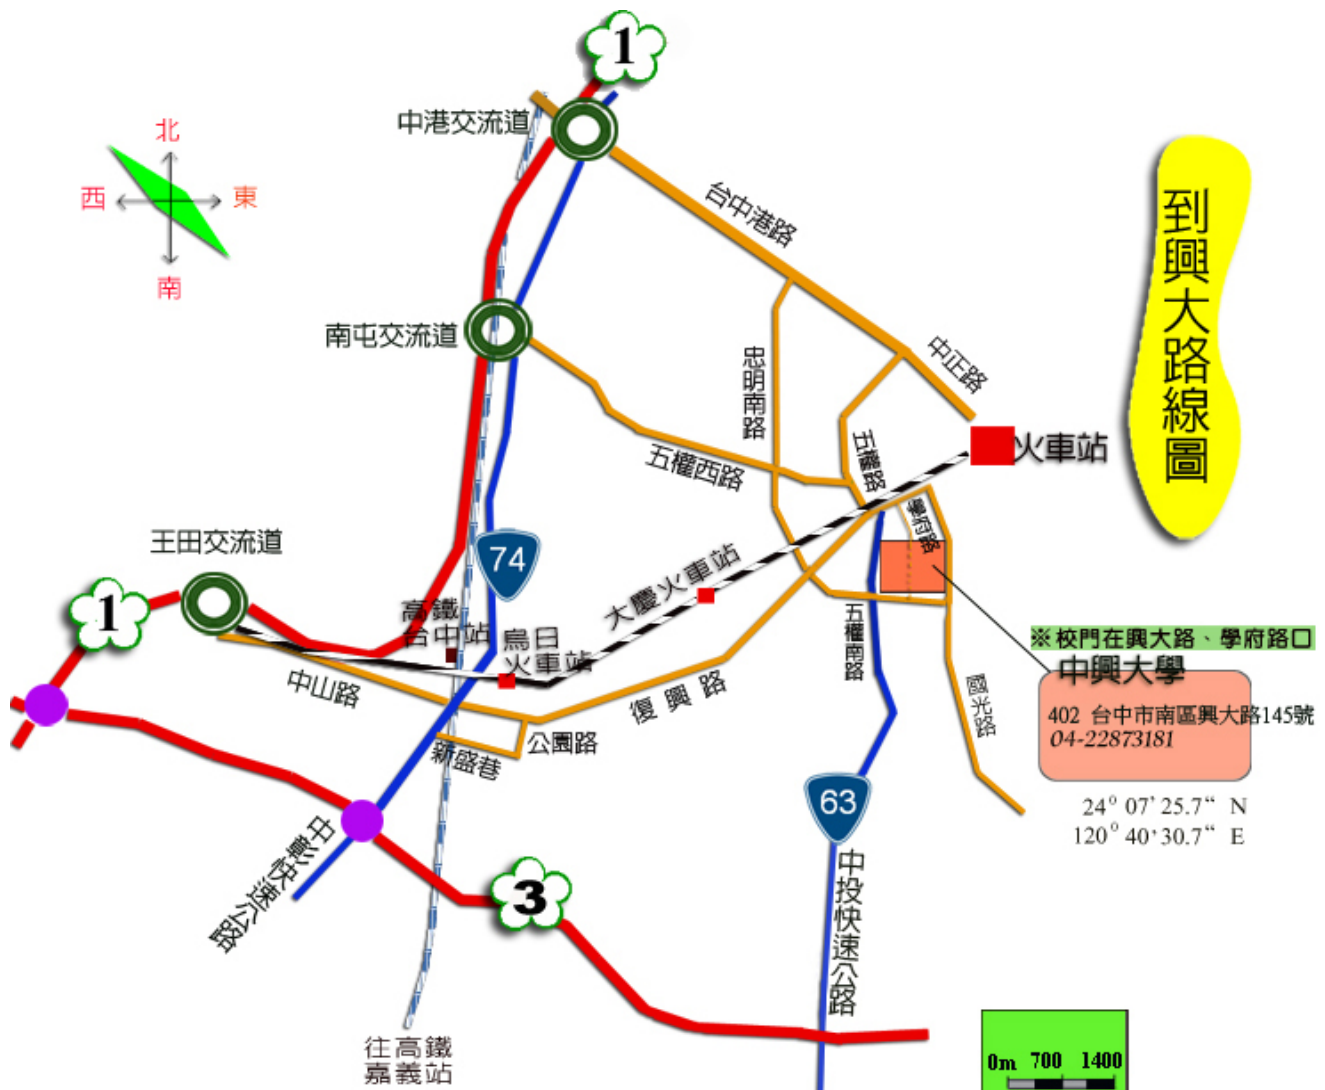 1
中港交流道
北
西
東
南
台中港路
到興大路線圖
南屯交流道
忠明南路
中正路
火車站
五權路
五權西路
學府路
王田交流道
74
大慶火車站
1
高鐵
台中站
烏日
火車站
五權南路
※校門在興大路、學府路口
中興大學
402 台中市南區興大路145號
04-22873181
中山路
復興路
國光路
公園路
新盛巷
63
24° 07' 25.7“ N
120° 40' 30.7“ E
中彰快速公路
3
中投快速公路
往高鐵
嘉義站
0m 700 1400